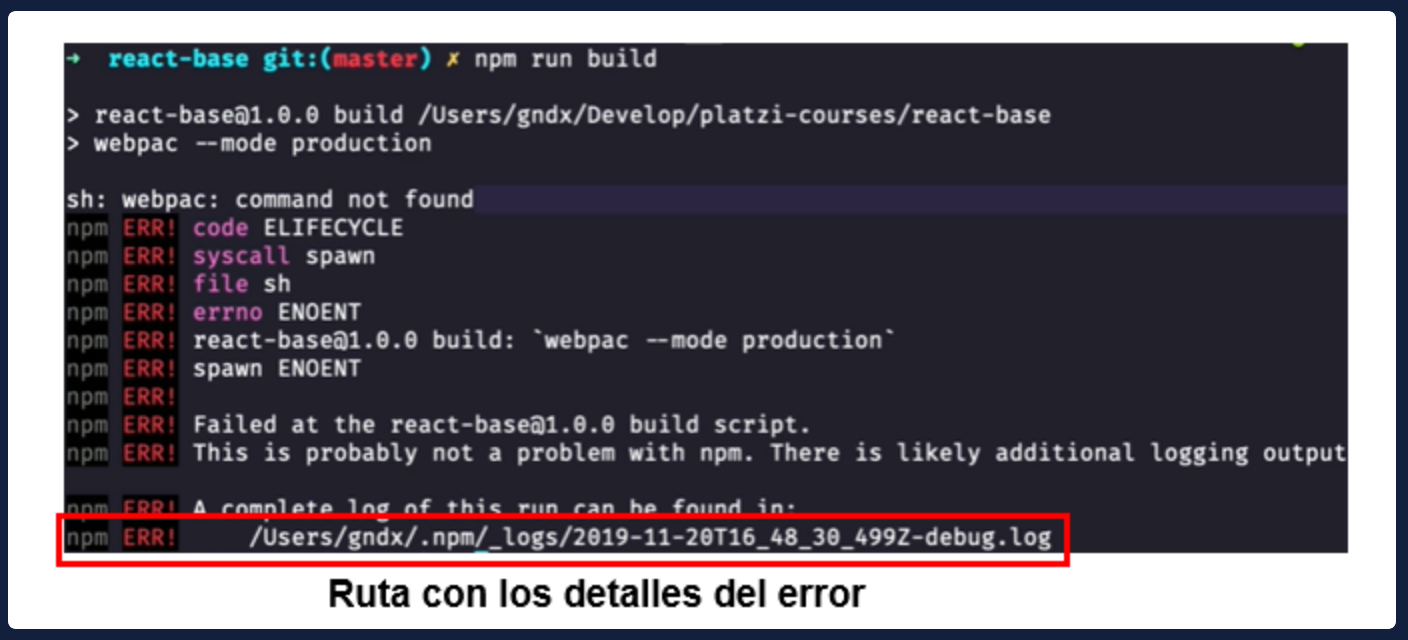 → react-base git:(master) ✗ npm run build
> react-base@1.0.0 build /Users/gndx/Develop/platzi-courses/react-base
> webpac --mode production
sh: webpac: command not found
npm ERR! code ELIFECYCLE
npm ERR! syscall spawn
npm ERR! file sh
npm ERR! errno ENOENT
npm ERR! react-base@1.0.0 build: `webpac --mode production`
npm ERR! spawn ENOENT
npm ERR!
npm ERR! Failed at the react-base@1.0.0 build script.
npm ERR! This is probably not a problem with npm. There is likely additional logging output
npm ERR! A complete log of this run can be found in:
npm ERR! /Users/gndx/.npm/_logs/2019-11-20T16_48_30_499Z-debug.log
Ruta con los detalles del error